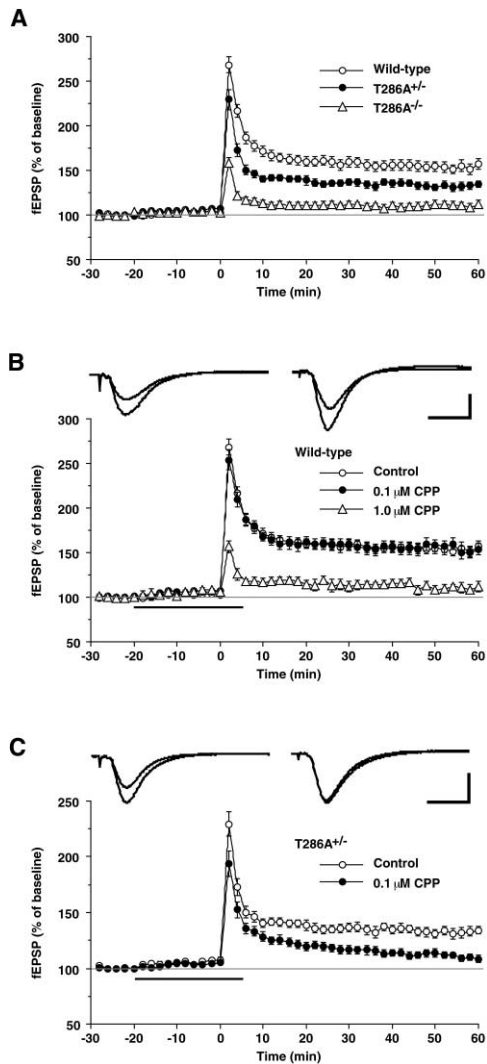 A
fEPSP (% of baseline)
300
250
200
150
100
50
Wild-type
T286A+/-
T286A-/-
-30 -20 -10 0 10 20 30 40 50 60
Time (min)
B
fEPSP (% of baseline)
300
250
200
150
100
50
Wild-type
Control
0.1 µM CPP
1.0 µM CPP
-30 -20 -10 0 10 20 30 40 50 60
Time (min)
C
fEPSP (% of baseline)
250
200
150
100
50
T286A+/-
Control
0.1 µM CPP
-30 -20 -10 0 10 20 30 40 50 60
Time (min)